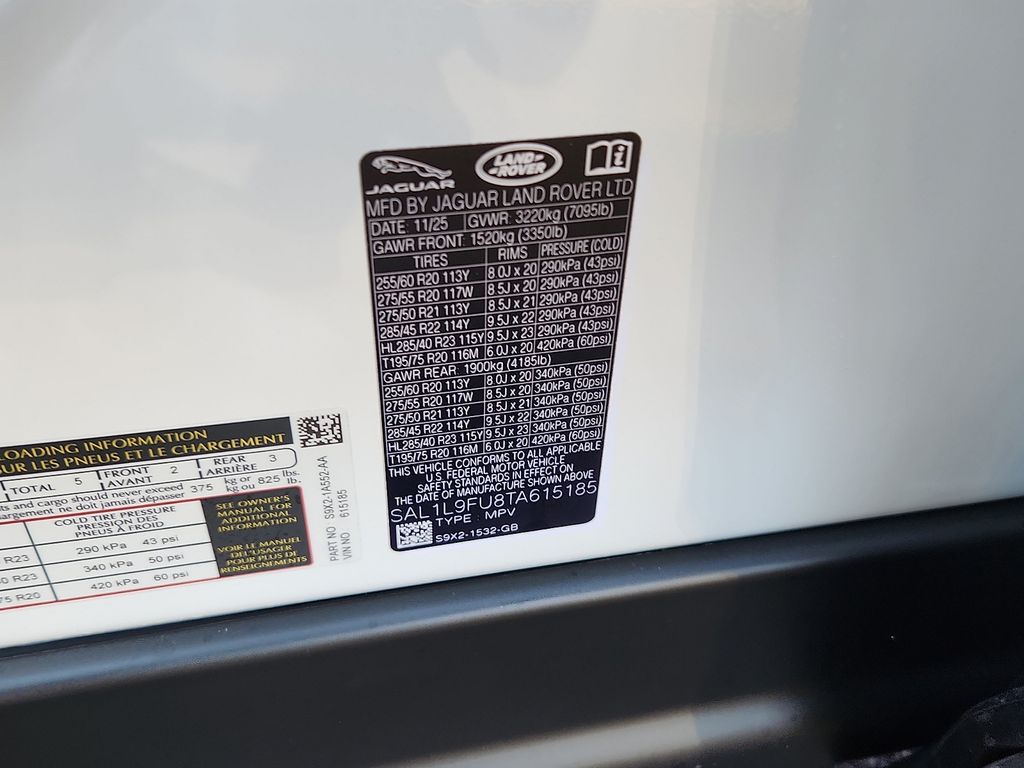 JAGUAR
LAND ROVER
i
MFD BY JAGUAR LAND ROVER LTD
DATE: 11/25 GVWR: 3220kg (7095lb)
GAWR FRONT: 1520kg (3350lb)
TIRES RIMS PRESSURE (COLD)
255/60 R20 113Y 8.0J x 20 290kPa (43psi)
275/55 R20 117W 8.5J x 20 290kPa (43psi)
275/50 R21 113Y 8.5J x 21 290kPa (43psi)
285/45 R22 114Y 9.5J x 22 290kPa (43psi)
HL285/40 R23 115Y 9.5J x 23 290kPa (43psi)
T195/75 R20 116M 6.0J x 20 420kPa (60psi)
GAWR REAR: 1900kg (4185lb)
255/60 R20 113Y 8.0J x 20 340kPa (50psi)
275/55 R20 117W 8.5J x 20 340kPa (50psi)
275/50 R21 113Y 8.5J x 21 340kPa (50psi)
285/45 R22 114Y 9.5J x 22 340kPa (50psi)
HL285/40 R23 115Y 9.5J x 23 340kPa (50psi)
T195/75 R20 116M 6.0J x 20 420kPa (60psi)
THIS VEHICLE CONFORMS TO ALL APPLICABLE
U.S. FEDERAL MOTOR VEHICLE
SAFETY STANDARDS IN EFFECT ON
THE DATE OF MANUFACTURE SHOWN ABOVE
SAL1L9FU8TA615185
TYPE: MPV
S9X2-1532-GB
LOADING INFORMATION
SUR LES PNEUS ET LE CHARGEMENT
TOTAL 5 FRONT AVANT 2 REAR ARRIÈRE 3
and cargo should never exceed
ne doit jamais dépasser 375 kg or kg ou 825 lbs. lb.
COLD TIRE PRESSURE
PRESSION DES
PNEUS À FROID
R23 290 kPa 43 psi
R23 340 kPa 50 psi
R20 420 kPa 60 psi
SEE OWNER'S
MANUAL FOR
ADDITIONAL
INFORMATION
VOIR LE MANUEL
DE L'USAGER
POUR PLUS DE
RENSEIGNEMENTS
PART NO S9X2-1A552-AA
VIN NO 615185